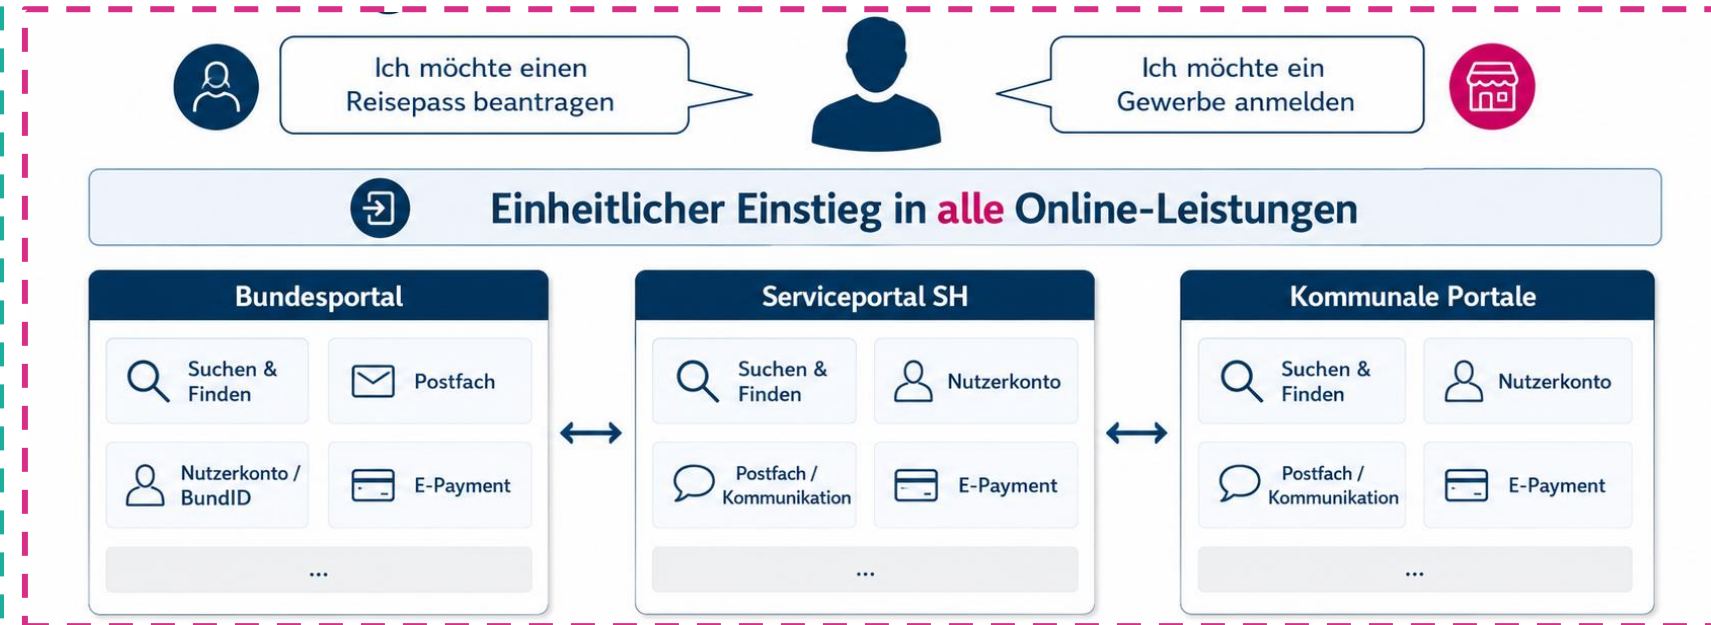 Ich möchte einen
Reisepass beantragen
Ich möchte ein
Gewerbe anmelden
Einheitlicher Einstieg in alle Online-Leistungen
Bundesportal
Suchen &
Finden
Postfach
Nutzerkonto /
BundID
E-Payment
...
Serviceportal SH
Suchen &
Finden
Nutzerkonto
Postfach /
Kommunikation
E-Payment
...
Kommunale Portale
Suchen &
Finden
Nutzerkonto
Postfach /
Kommunikation
E-Payment
...